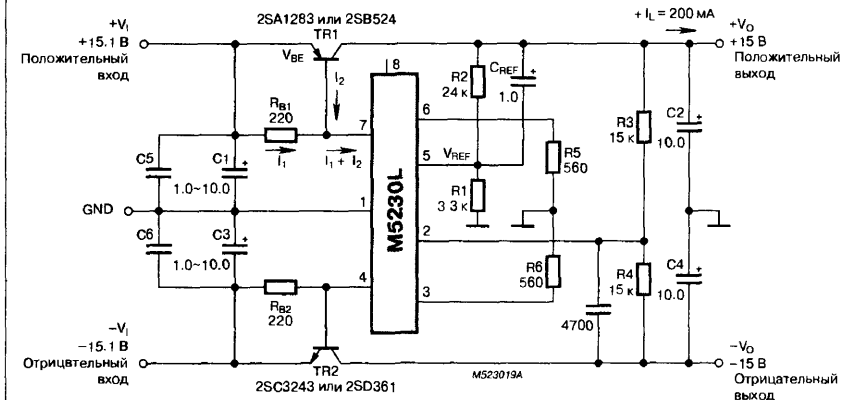 2SA1283 или 2SB524
TR1
+ I_L = 200 мА
+V_I
+15.1 В
Положительный
вход
+V_O
+15 В
Положительный
выход
V_BE
I_2
8
R2
24 к
C_REF
1.0
R_B1
220
I_1
I_1 + I_2
7
6
5
V_REF
R3
15 к
C2
10.0
R5
560
C5
C1
1.0~10.0
R1
3 3 к
GND
1
M5230L
C6
C3
1.0~10.0
2
R6
560
R4
15 к
C4
10.0
4
3
R_B2
220
4700
−V_I
−15.1 В
Отрицвтельный
вход
TR2
2SC3243 или 2SD361
M523019A
−V_O
−15 В
Отрицательный
выход